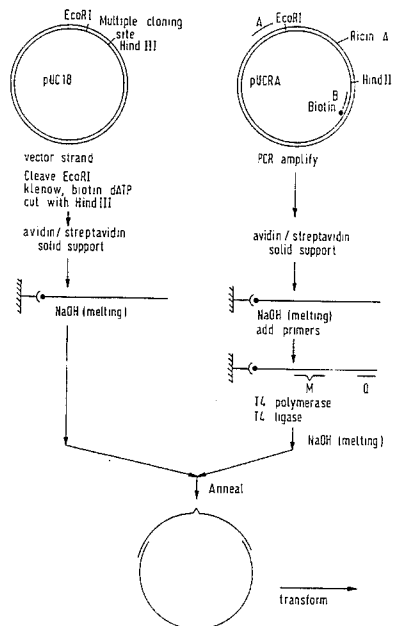 EcoRI
Multiple cloning
site
Hind III
pUC18
vector strand
Cleave EcoRI
klenow, biotin dATP
cut with Hind III
avidin/streptavidin
solid support
NaOH (melting)
A
EcoRI
Ricin A
pUCRA
Hind II
B
Biotin
PCR amplify
avidin/streptavidin
solid support
NaOH (melting)
add primers
M
Q
T4 polymerase
T4 ligase
NaOH (melting)
Anneal
transform